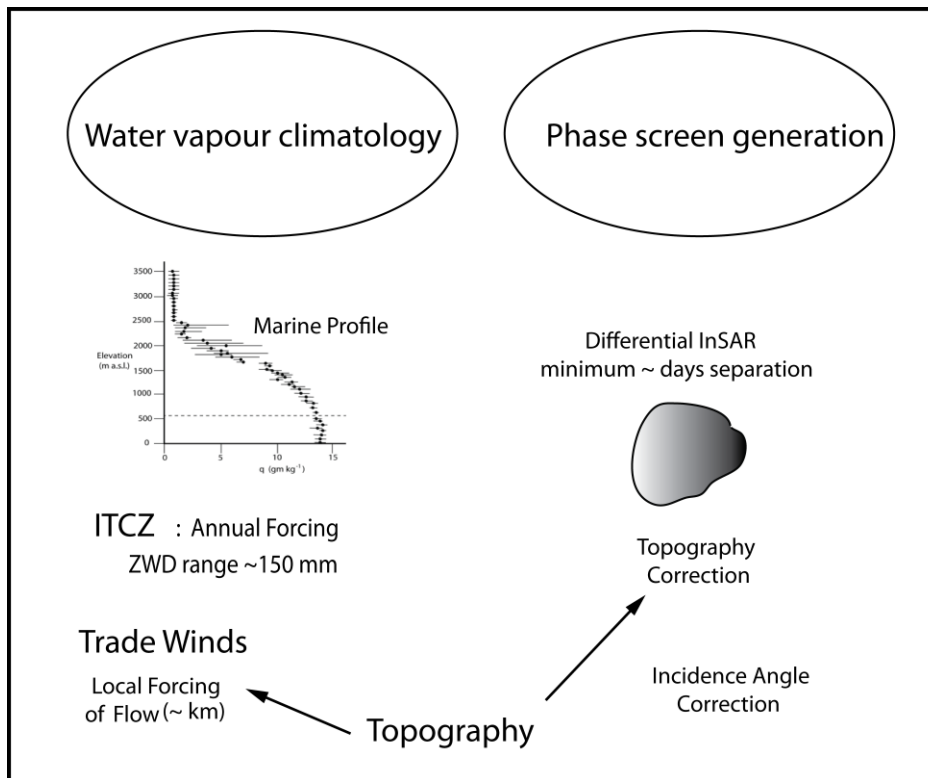 Water vapour climatology
Phase screen generation
3500
3000
2500
2000
1500
1000
500
0
Elevation
(m a.s.l.)
0 5 10 15
q (gm kg⁻¹)
Marine Profile
ITCZ : Annual Forcing
ZWD range ~150 mm
Trade Winds
Local Forcing
of Flow (~ km)
Differential InSAR
minimum ~ days separation
Topography
Correction
Incidence Angle
Correction
Topography